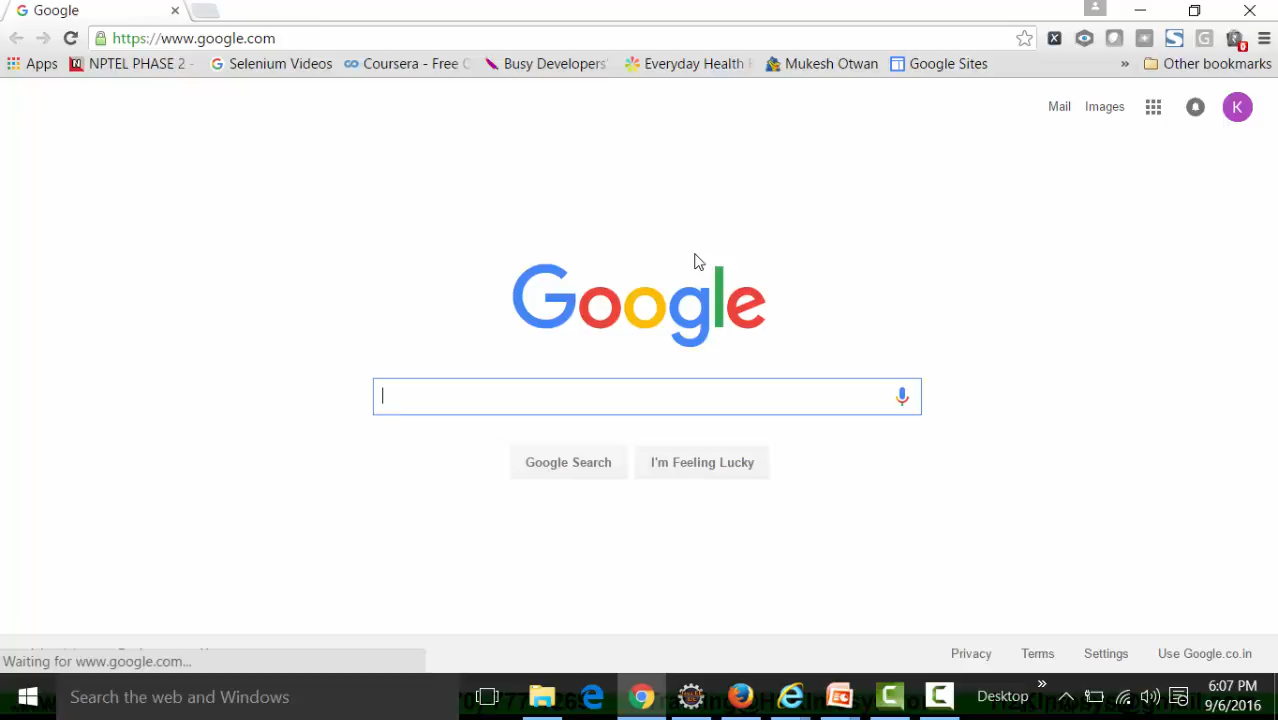 Google
https://www.google.com
Apps NPTEL PHASE 2 - Selenium Videos Coursera - Free C Busy Developers' Everyday Health Mukesh Otwan Google Sites » Other bookmarks
Mail Images K
Google
Google Search I'm Feeling Lucky
Waiting for www.google.com...
Privacy Terms Settings Use Google.co.in
Search the web and Windows
Desktop
6:07 PM
9/6/2016